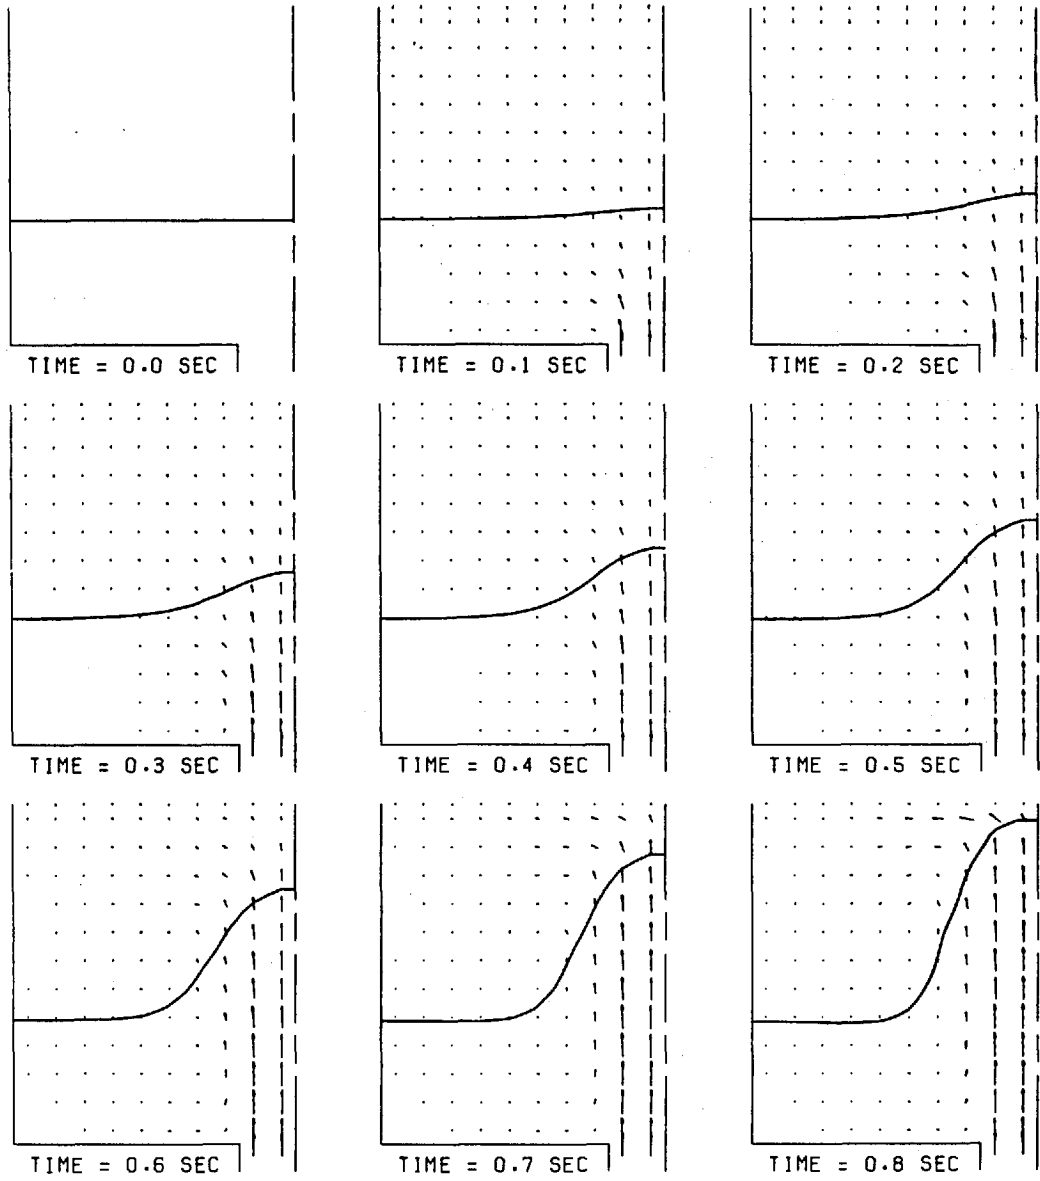 TIME = 0.0 SEC
TIME = 0.1 SEC
TIME = 0.2 SEC
TIME = 0.3 SEC
TIME = 0.4 SEC
TIME = 0.5 SEC
TIME = 0.6 SEC
TIME = 0.7 SEC
TIME = 0.8 SEC